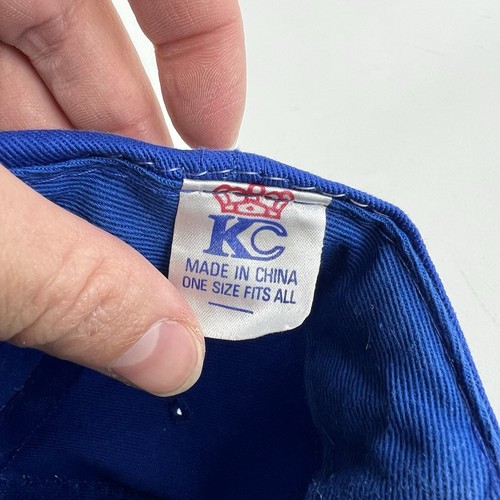 KC
MADE IN CHINA
ONE SIZE FITS ALL